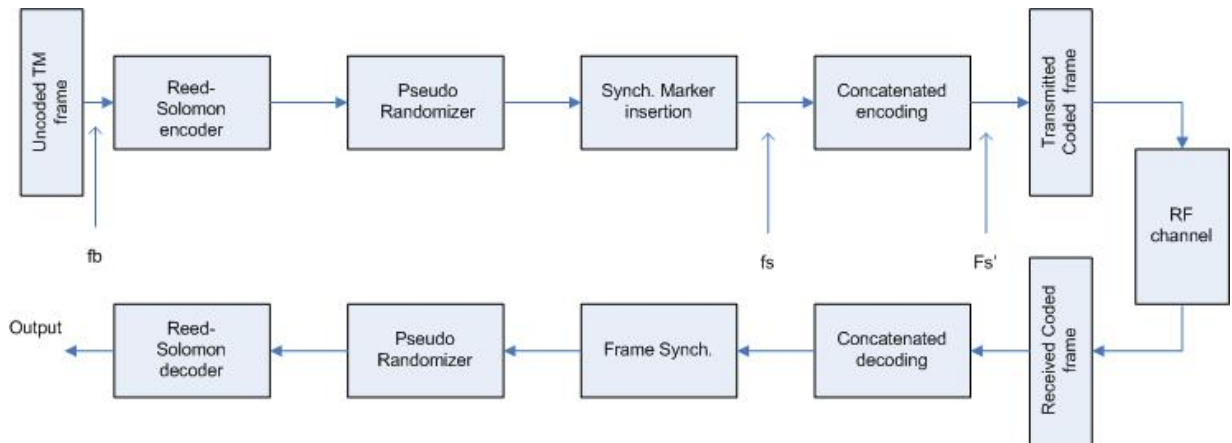 Uncoded TM
frame
Reed-
Solomon
encoder
Pseudo
Randomizer
Synch. Marker
insertion
Concatenated
encoding
Transmitted
Coded frame
RF
channel
fb
fs
Fs'
Output
Reed-
Solomon
decoder
Pseudo
Randomizer
Frame Synch.
Concatenated
decoding
Received Coded
frame